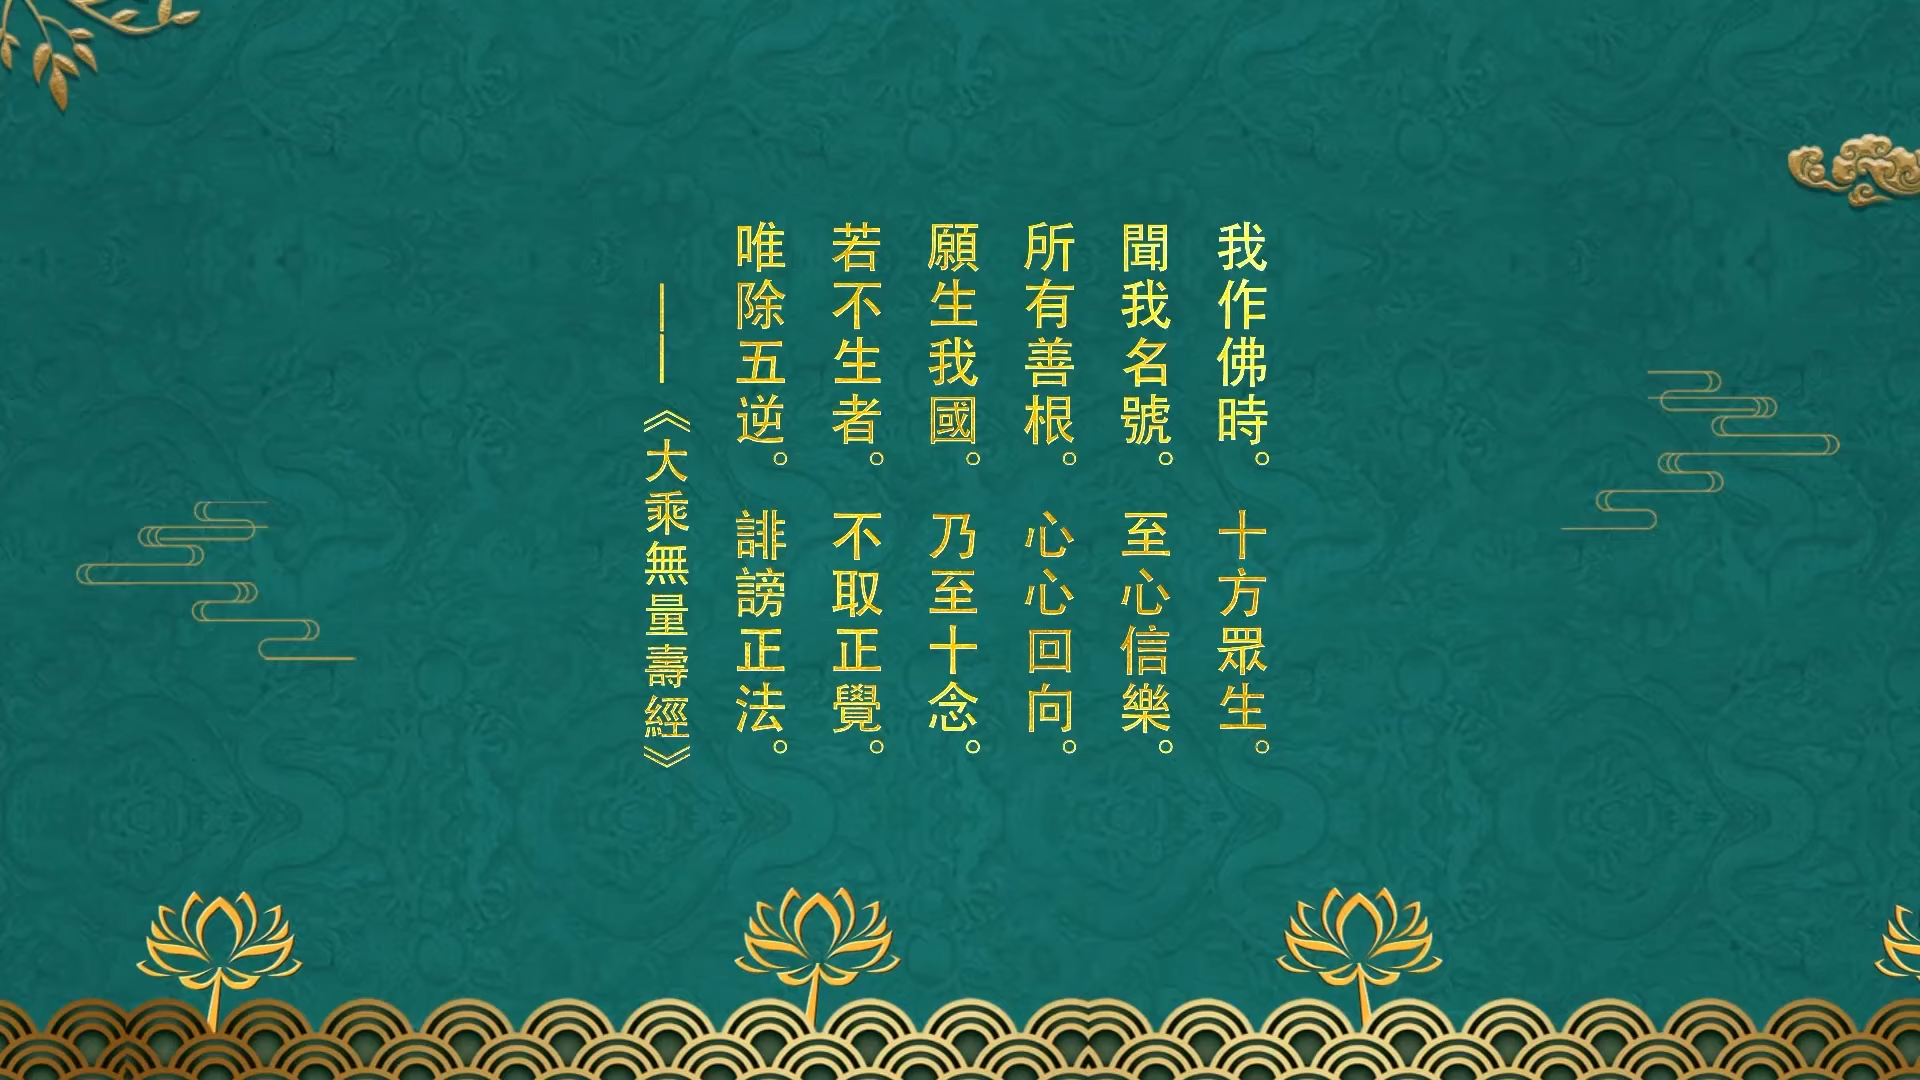 我作佛時。十方眾生。
聞我名號。至心信樂。
所有善根。心心回向。
願生我國。乃至十念。
若不生者。不取正覺。
唯除五逆。誹謗正法。
——《大乘無量壽經》